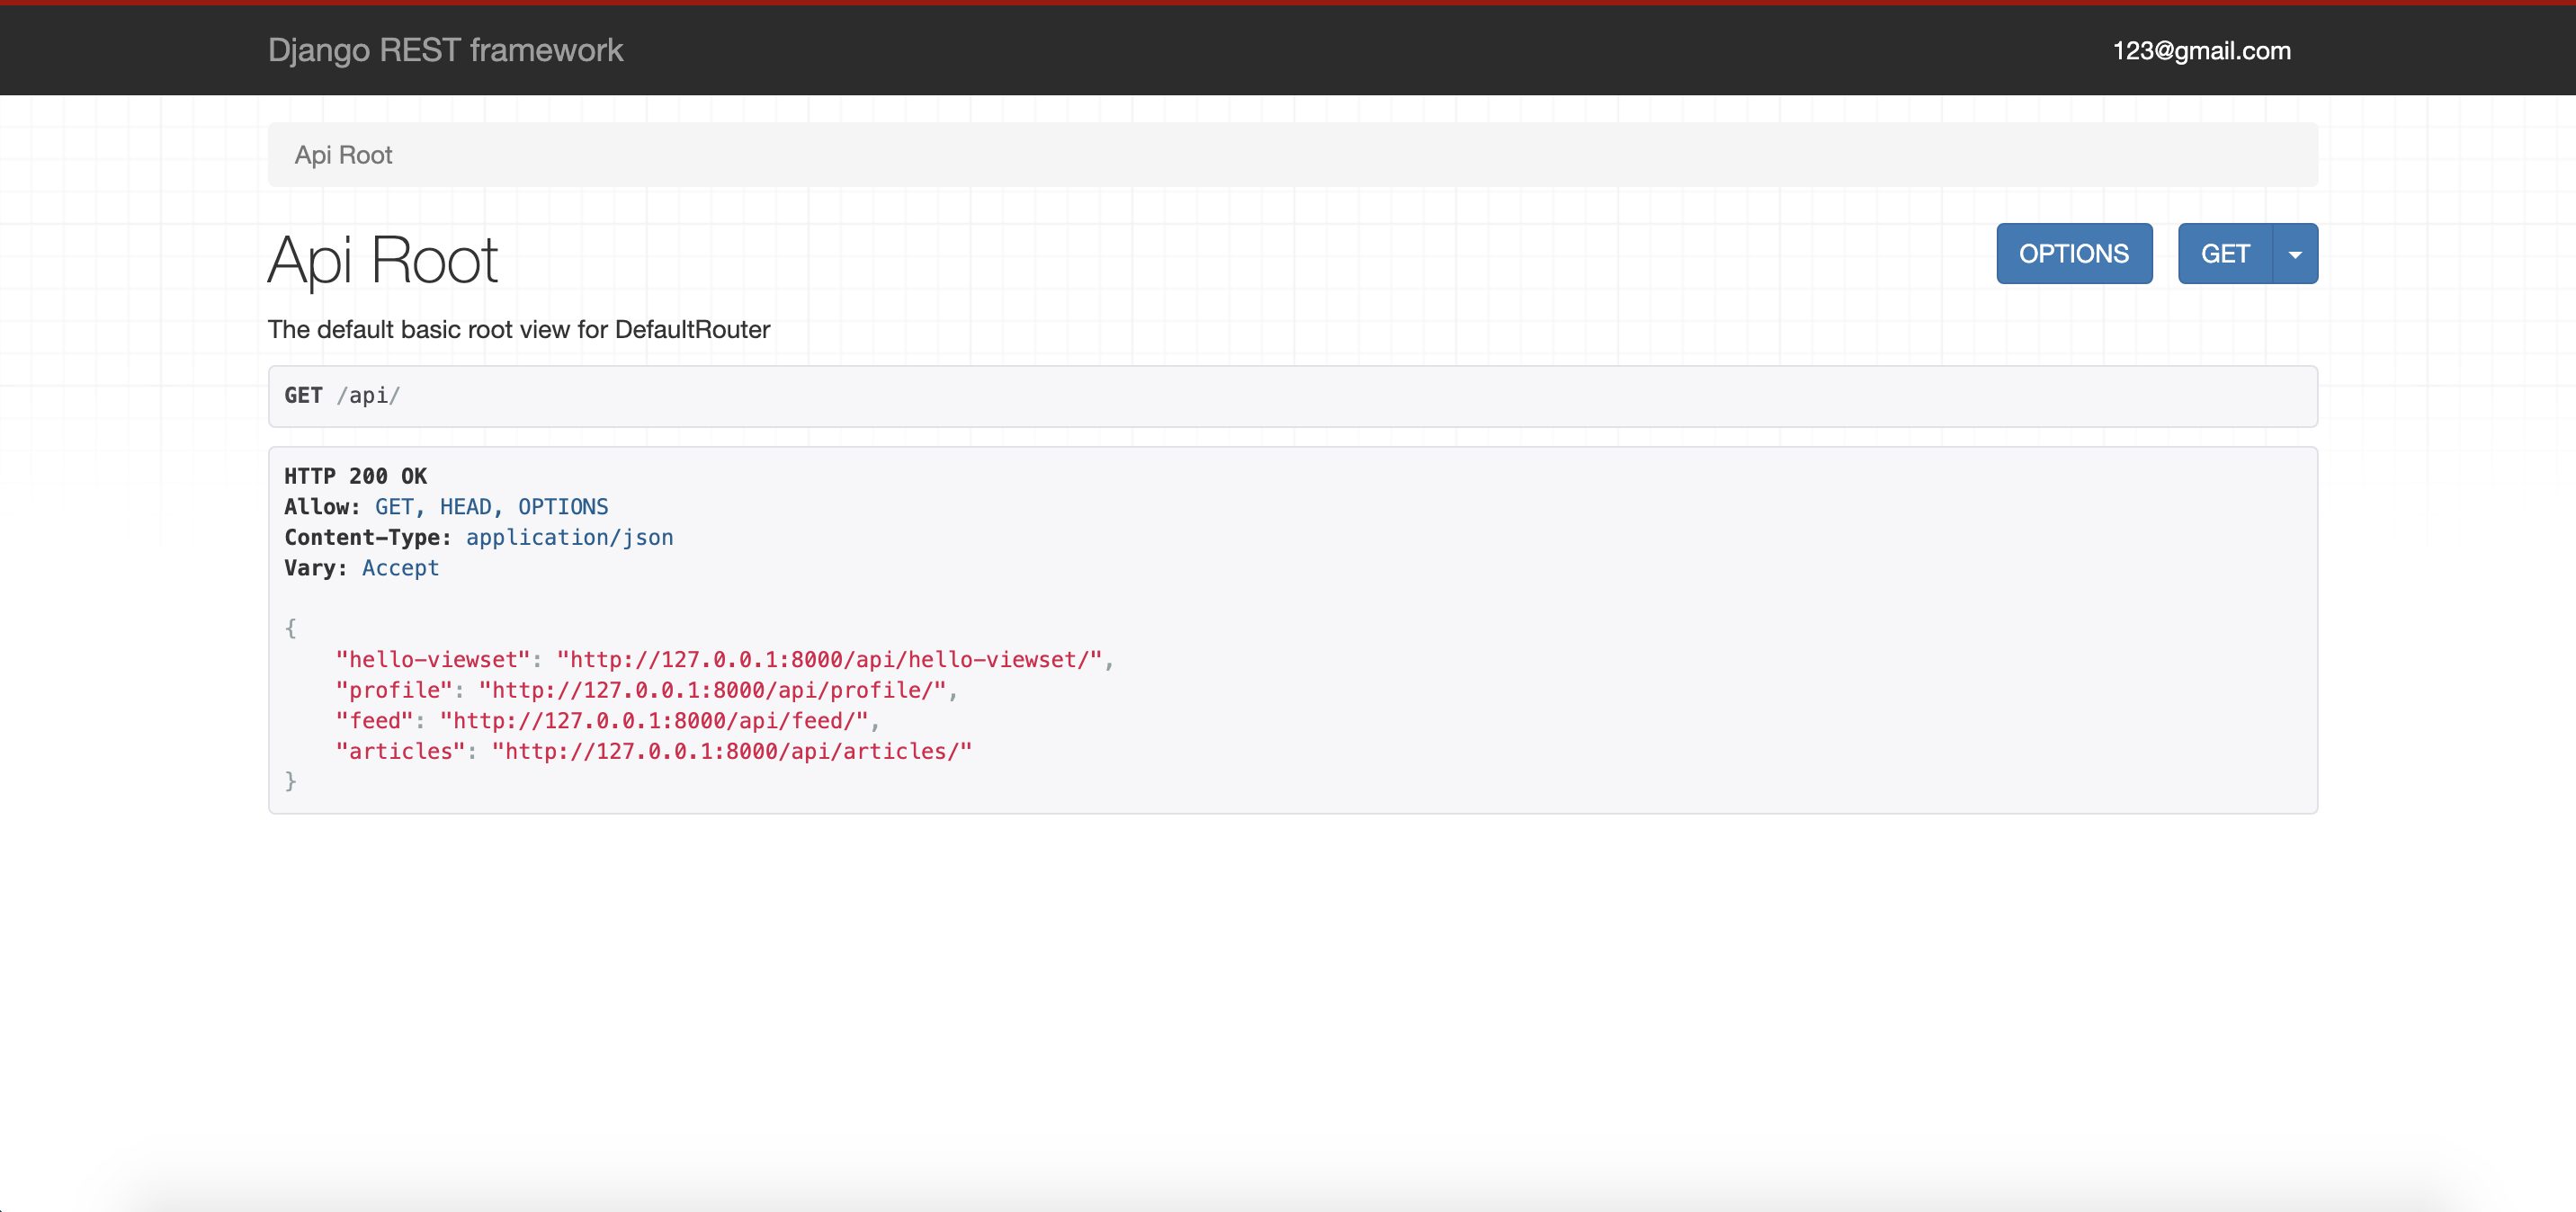 Django REST framework
123@gmail.com
Api Root
Api Root
OPTIONS
GET
The default basic root view for DefaultRouter
GET /api/
HTTP 200 OK
Allow: GET, HEAD, OPTIONS
Content-Type: application/json
Vary: Accept
{
    "hello-viewset": "http://127.0.0.1:8000/api/hello-viewset/",
    "profile": "http://127.0.0.1:8000/api/profile/",
    "feed": "http://127.0.0.1:8000/api/feed/",
    "articles": "http://127.0.0.1:8000/api/articles/"
}